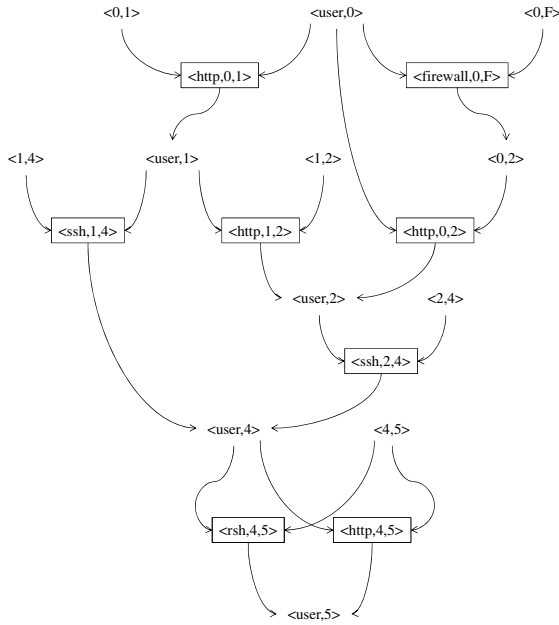 <0,1>
<user,0>
<0,F>
<http,0,1>
<firewall,0,F>
<1,4>
<user,1>
<1,2>
<0,2>
<ssh,1,4>
<http,1,2>
<http,0,2>
<user,2>
<2,4>
<ssh,2,4>
<user,4>
<4,5>
<rsh,4,5>
<http,4,5>
<user,5>